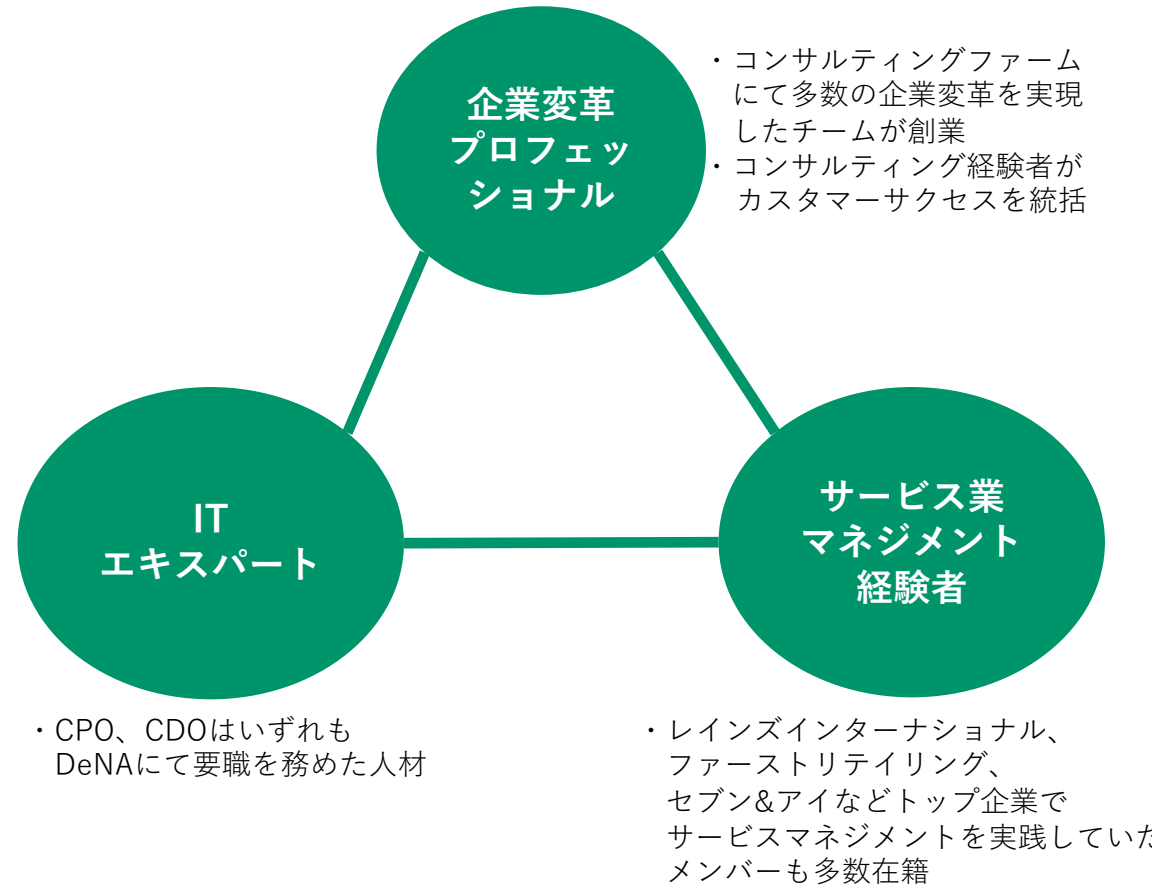 企業変革
プロフェッ
ショナル
・コンサルティングファーム
にて多数の企業変革を実現
したチームが創業
・コンサルティング経験者が
カスタマーサクセスを統括
IT
エキスパート
サービス業
マネジメント
経験者
・CPO、CDOはいずれも
DeNAにて要職を務めた人材
・レインズインターナショナル、
ファーストリテイリング、
セブン&アイなどトップ企業で
サービスマネジメントを実践していた
メンバーも多数在籍